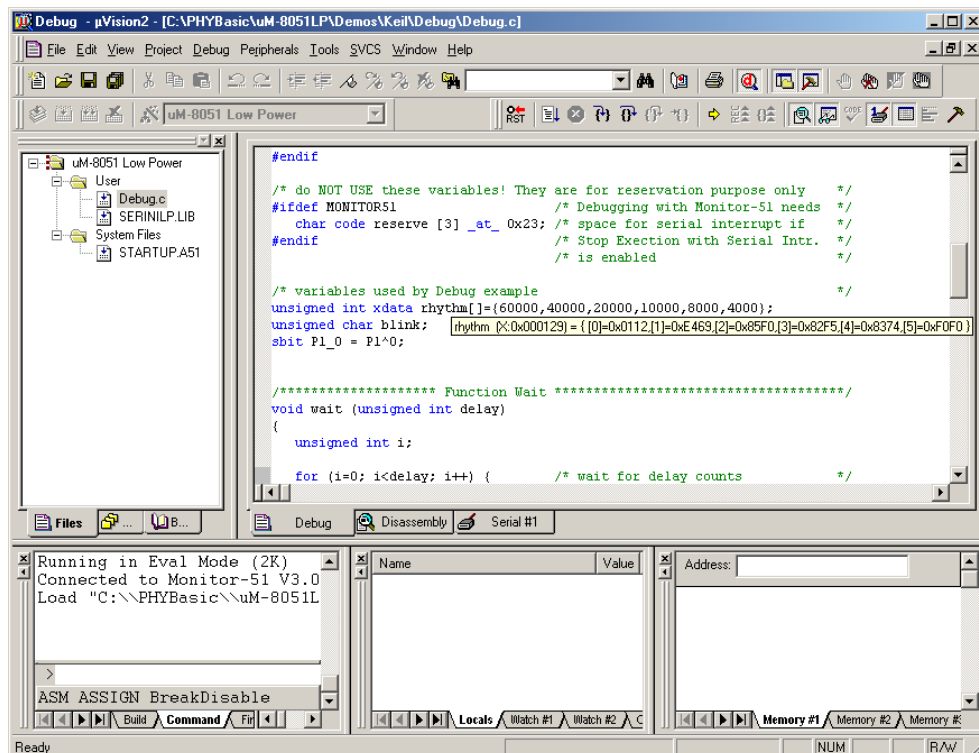 Debug - µVision2 - [C:\PHYBasic\uM-8051LP\Demos\Keil\Debug\Debug.c]
File Edit View Project Debug Peripherals Tools SVCS Window Help
uM-8051 Low Power
RST
CODE
uM-8051 Low Power
User
Debug.c
SERINILP.LIB
System Files
STARTUP.A51
Files
...
B...
#endif
/* do NOT USE these variables! They are for reservation purpose only */
#ifdef MONITOR51 /* Debugging with Monitor-51 needs */
char code reserve [3] _at_ 0x23; /* space for serial interrupt if */
#endif /* Stop Exection with Serial Intr. */
/* is enabled */
/* variables used by Debug example */
unsigned int xdata rhythm[]={60000,40000,20000,10000,8000,4000};
unsigned char blink;
rhythm (X:0x000129) = { [0]=0x0112,[1]=0xE469,[2]=0x85F0,[3]=0x82F5,[4]=0x8374,[5]=0xF0F0 }
sbit P1_0 = P1^0;
/******************** Function Wait *************************************/
void wait (unsigned int delay)
{
unsigned int i;
for (i=0; i<delay; i++) { /* wait for delay counts */
Debug Disassembly Serial #1
Running in Eval Mode (2K)
Connected to Monitor-51 V3.0
Load "C:\\PHYBasic\\uM-8051L
>
ASM ASSIGN BreakDisable
Build Command Fir
Name Value
Locals Watch #1 Watch #2 C
Address:
Memory #1 Memory #2 Memory #3
Ready NUM R/W